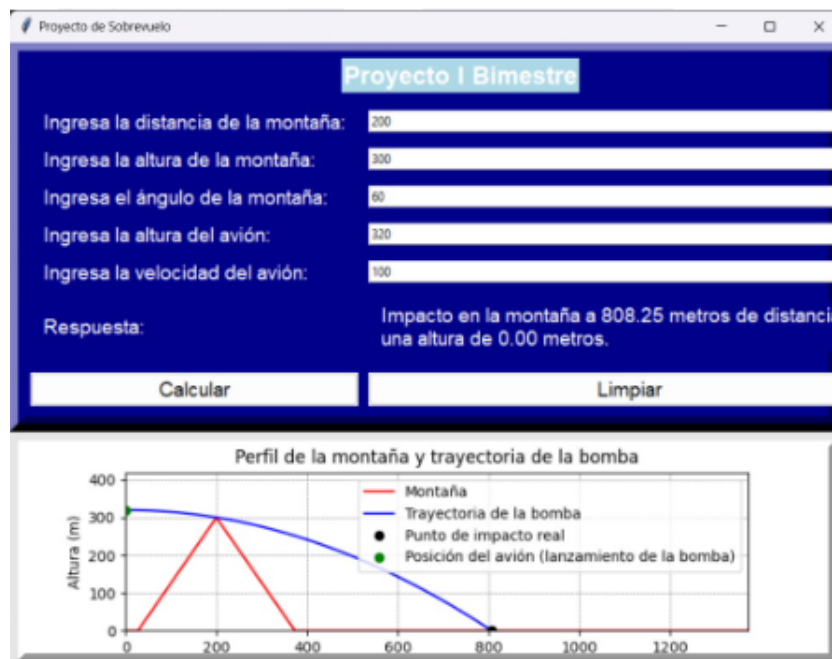 Proyecto de Sobrevuelo
Proyecto I Bimestre
Ingresa la distancia de la montaña: 200
Ingresa la altura de la montaña: 300
Ingresa el ángulo de la montaña: 60
Ingresa la altura del avión: 320
Ingresa la velocidad del avión: 100
Respuesta: Impacto en la montaña a 808.25 metros de distanci
una altura de 0.00 metros.
Calcular Limpiar
Perfil de la montaña y trayectoria de la bomba
Altura (m)
400
300
200
100
0
Montaña
Trayectoria de la bomba
Punto de impacto real
Posición del avión (lanzamiento de la bomba)
0 200 400 600 800 1000 1200